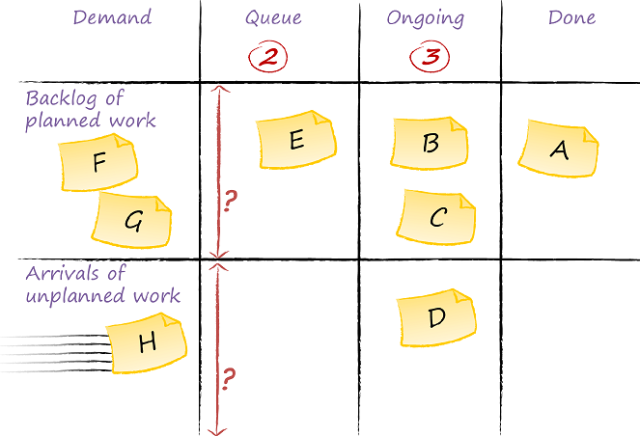 Demand
Queue
Ongoing
Done
2
3
Backlog of
planned work
F
G
E
B
C
A
?
Arrivals of
unplanned work
H
D
?